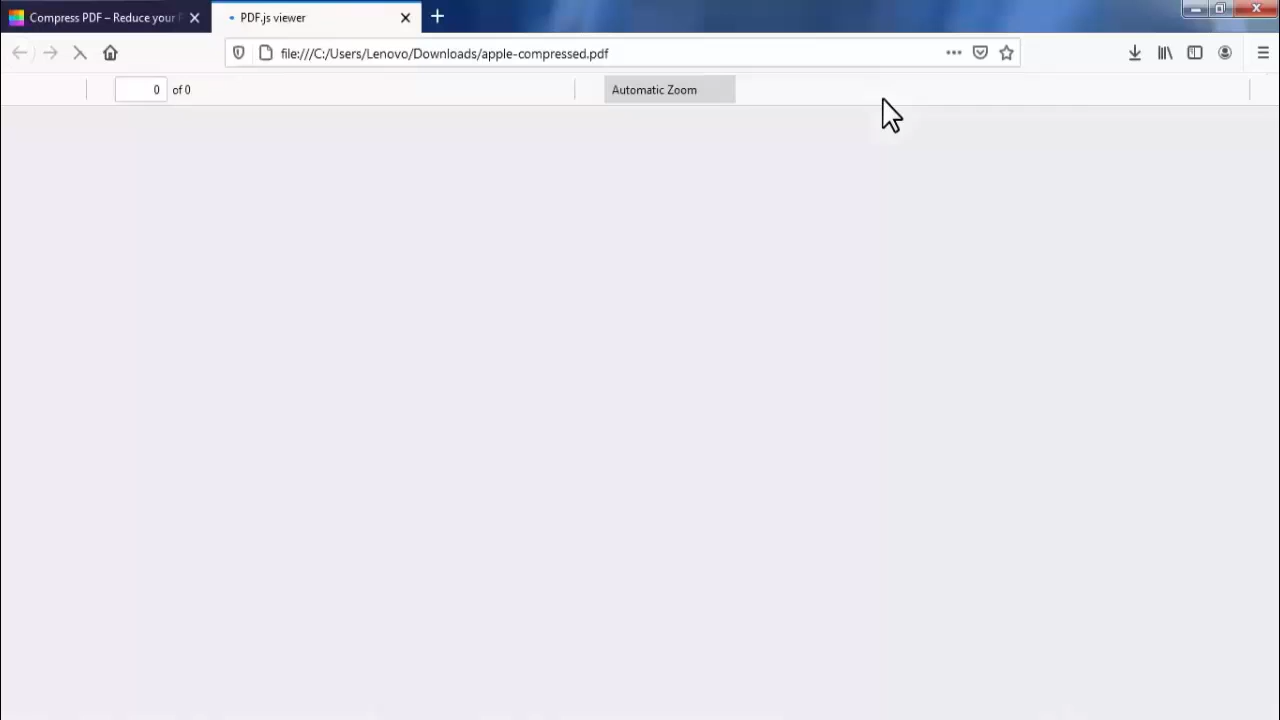 Compress PDF – Reduce your
PDF.js viewer
file:///C:/Users/Lenovo/Downloads/apple-compressed.pdf
0 of 0
Automatic Zoom